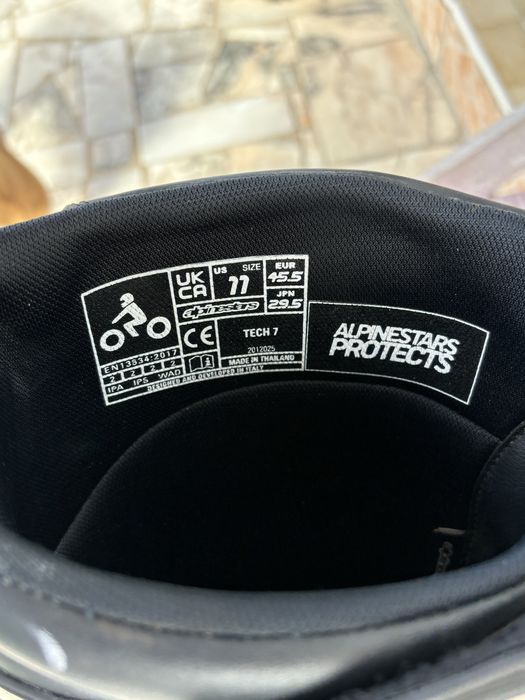 UK
CA
US SIZE
11
EUR
45.5
JPN
29.5
alpinestars
CE
TECH 7
2012025
EN13634:2017
2 2 2 2
IPA IPS WAD
MADE IN THAILAND
DESIGNED AND DEVELOPED IN ITALY
ALPINESTARS
PROTECTS